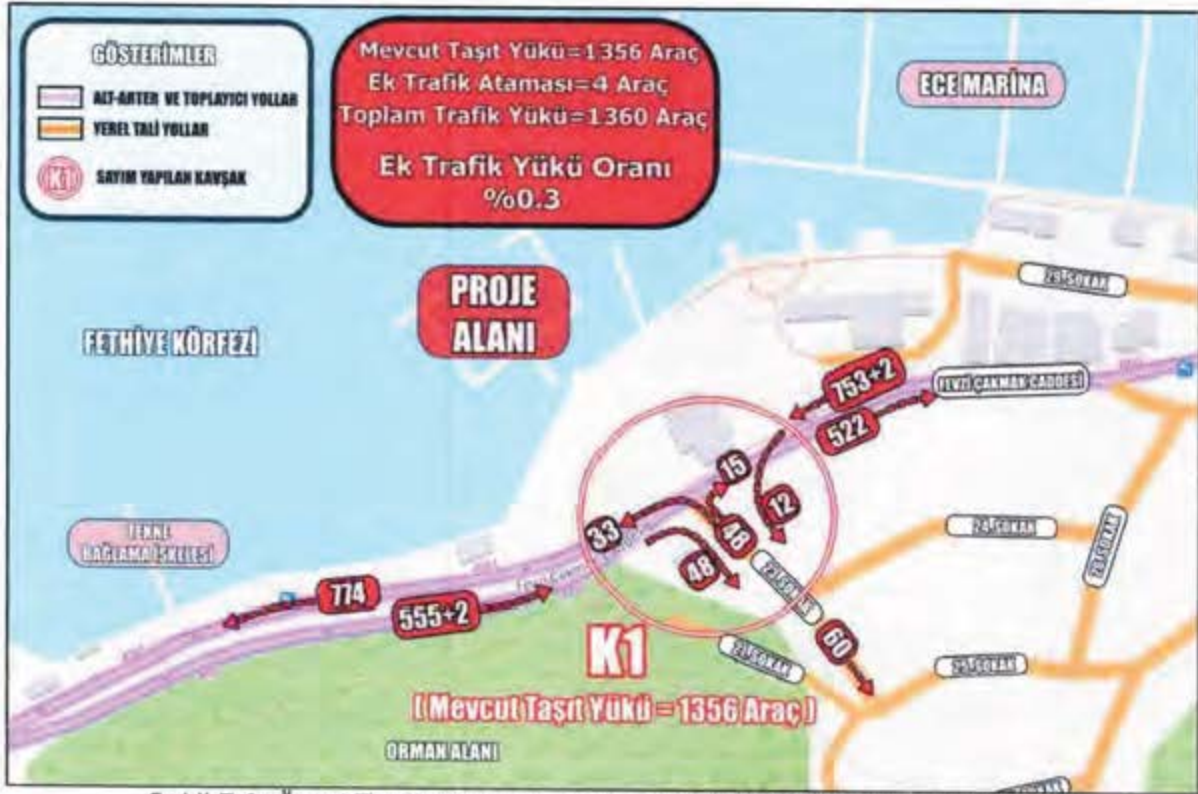 GÖSTERİMLER
ALT-ARTER VE TOPLAYICI YOLLAR
YEREL TALİ YOLLAR
K1
SAYIM YAPILAN KAVŞAK
Mevcut Taşıt Yükü=1356 Araç
Ek Trafik Ataması=4 Araç
Toplam Trafik Yükü=1360 Araç
Ek Trafik Yükü Oranı
%0.3
ECE MARİNA
PROJE
ALANI
FETHİYE KÖRFEZİ
29. SOKAK
753+2
FEVZİ ÇAKMAK CADDESİ
522
15
12
33
48
48
24. SOKAK
TEKNE
BAĞLAMA İSKELESİ
774
555+2
60
K1
25. SOKAK
( Mevcut Taşıt Yükü = 1356 Araç )
ORMAN ALANI